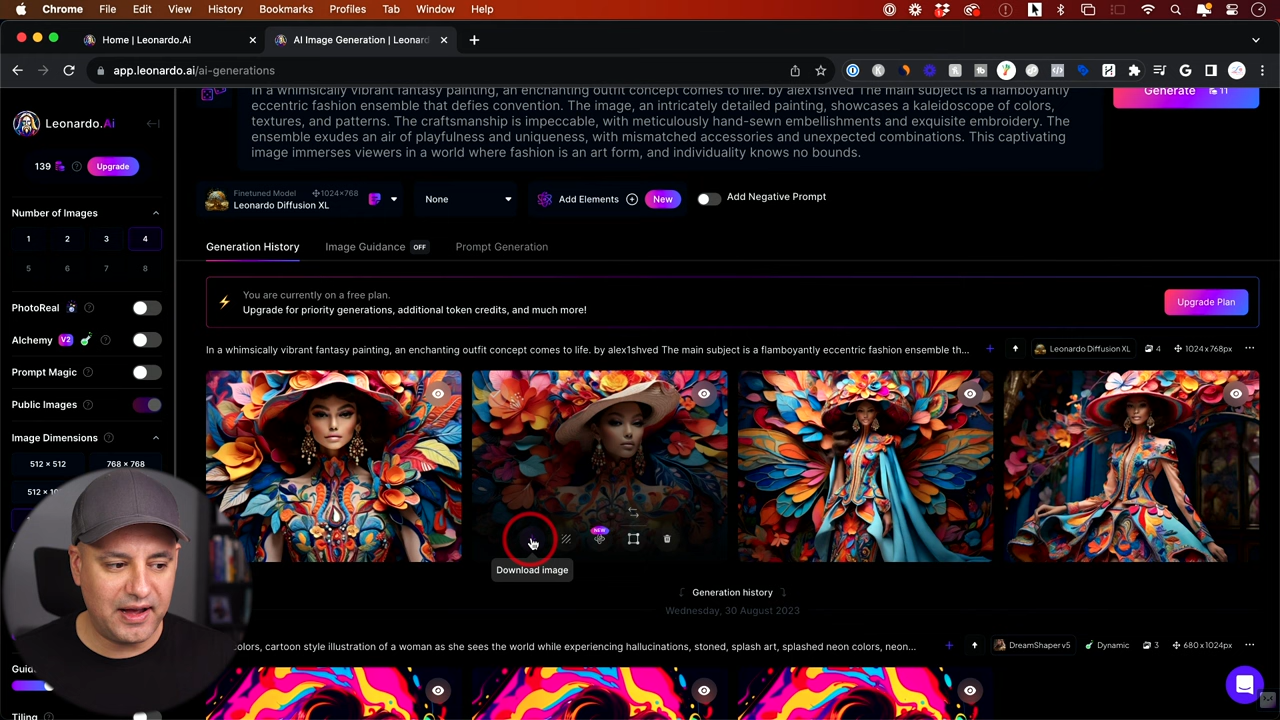 Chrome File Edit View History Bookmarks Profiles Tab Window Help
Home | Leonardo.Ai
AI Image Generation | Leonard
app.leonardo.ai/ai-generations
In a whimsically vibrant fantasy painting, an enchanting outfit concept comes to life. by alex1shved The main subject is a flamboyantly
eccentric fashion ensemble that defies convention. The image, an intricately detailed painting, showcases a kaleidoscope of colors,
textures, and patterns. The craftsmanship is impeccable, with meticulously hand-sewn embellishments and exquisite embroidery. The
ensemble exudes an air of playfulness and uniqueness, with mismatched accessories and unexpected combinations. This captivating
image immerses viewers in a world where fashion is an art form, and individuality knows no bounds.
Generate 11
Leonardo.Ai
139 Upgrade
Finetuned Model 1024×768
Leonardo Diffusion XL
None
Add Elements New
Add Negative Prompt
Number of Images
1 2 3 4
5 6 7 8
PhotoReal
Alchemy V2
Prompt Magic
Public Images
Image Dimensions
512 × 512 768 × 768
512 × 10
Guid
Tiling
Generation History Image Guidance OFF Prompt Generation
You are currently on a free plan.
Upgrade for priority generations, additional token credits, and much more!
Upgrade Plan
In a whimsically vibrant fantasy painting, an enchanting outfit concept comes to life. by alex1shved The main subject is a flamboyantly eccentric fashion ensemble th...
Leonardo Diffusion XL 4 1024x768px
NEW
Download image
Generation history
Wednesday, 30 August 2023
olors, cartoon style illustration of a woman as she sees the world while experiencing hallucinations, stoned, splash art, splashed neon colors, neon...
DreamShaper v5 Dynamic 3 680x1024px